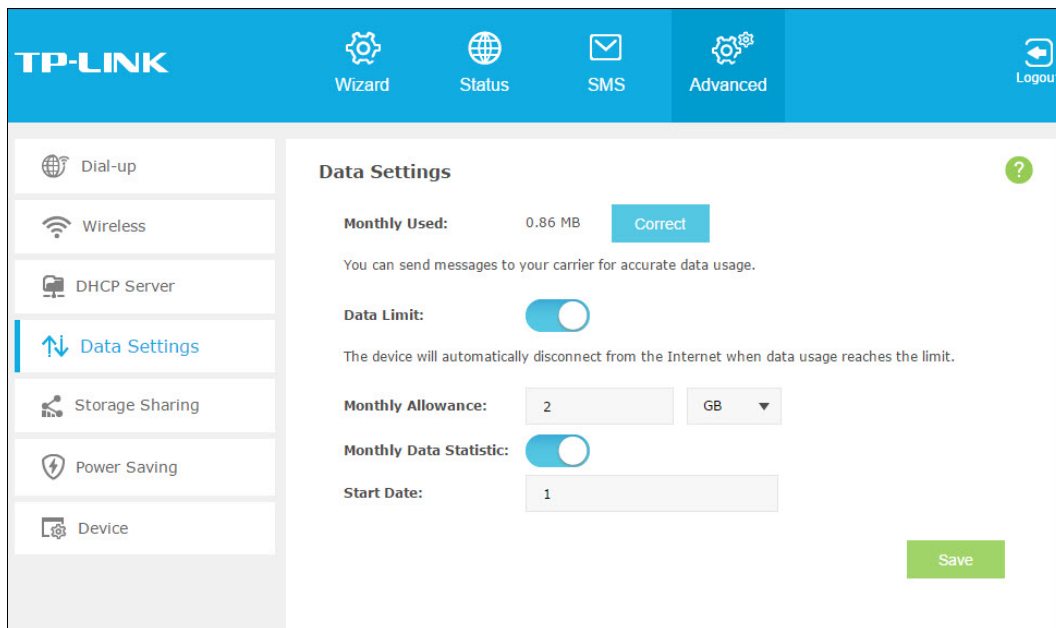 TP-LINK
Wizard
Status
SMS
Advanced
Logout
Dial-up
Wireless
DHCP Server
Data Settings
Storage Sharing
Power Saving
Device
Data Settings
?
Monthly Used: 0.86 MB Correct
You can send messages to your carrier for accurate data usage.
Data Limit:
The device will automatically disconnect from the Internet when data usage reaches the limit.
Monthly Allowance: 2 GB
Monthly Data Statistic:
Start Date: 1
Save